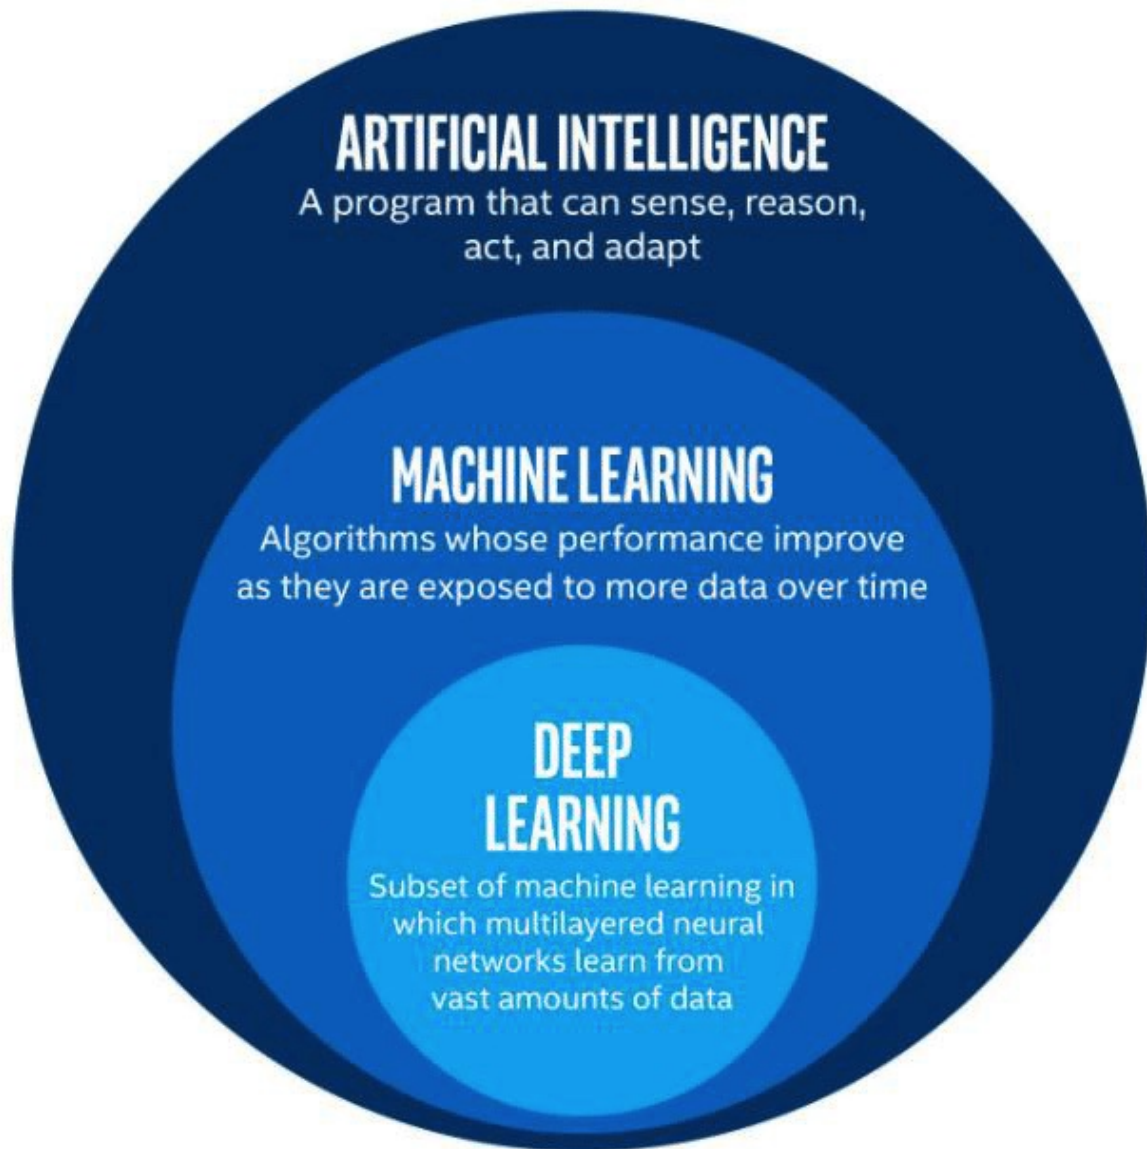 ARTIFICIAL INTELLIGENCE
A program that can sense, reason,
act, and adapt
MACHINE LEARNING
Algorithms whose performance improve
as they are exposed to more data over time
DEEP
LEARNING
Subset of machine learning in
which multilayered neural
networks learn from
vast amounts of data